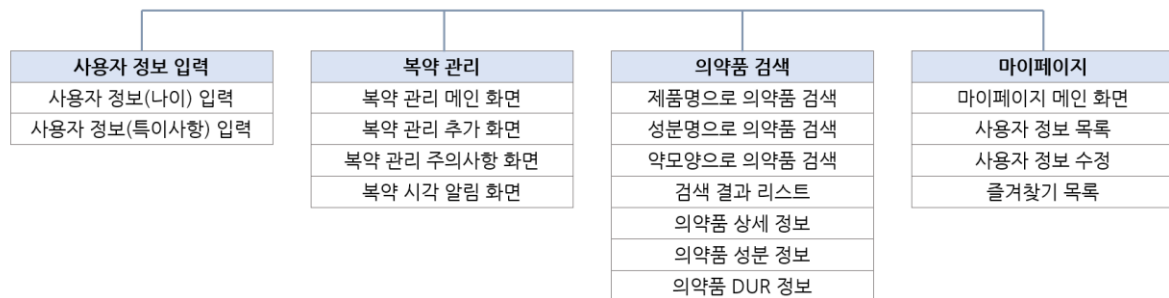 사용자 정보 입력
사용자 정보(나이) 입력
사용자 정보(특이사항) 입력
복약 관리
복약 관리 메인 화면
복약 관리 추가 화면
복약 관리 주의사항 화면
복약 시각 알림 화면
의약품 검색
제품명으로 의약품 검색
성분명으로 의약품 검색
약모양으로 의약품 검색
검색 결과 리스트
의약품 상세 정보
의약품 성분 정보
의약품 DUR 정보
마이페이지
마이페이지 메인 화면
사용자 정보 목록
사용자 정보 수정
즐겨찾기 목록